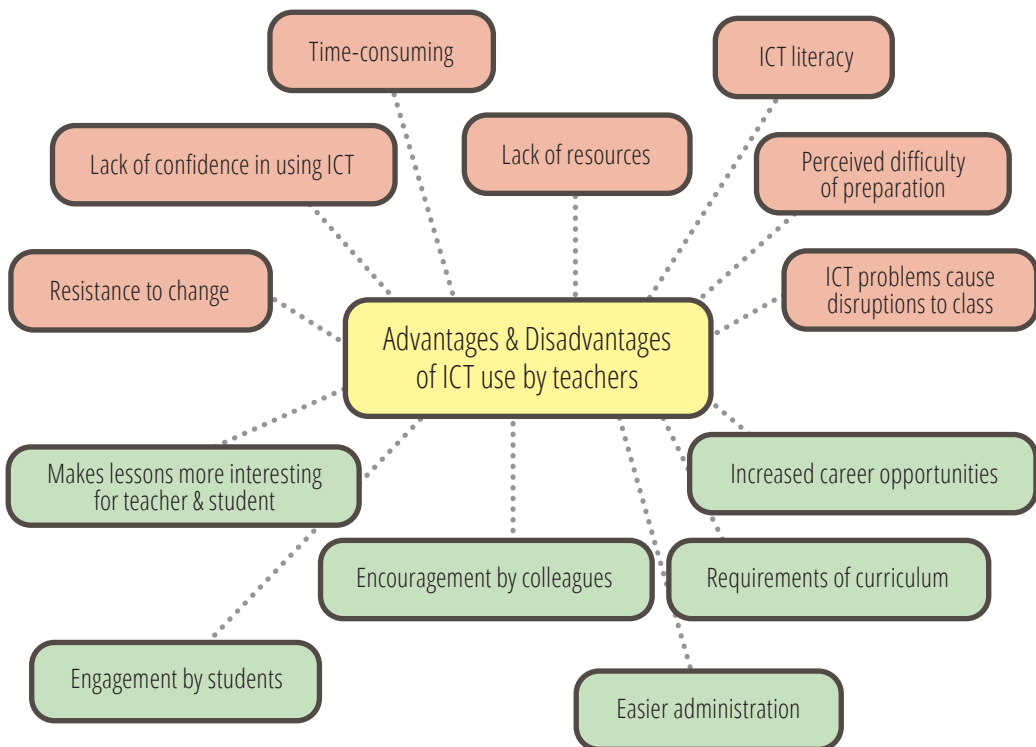 Time-consuming
ICT literacy
Lack of confidence in using ICT
Lack of resources
Perceived difficulty
of preparation
Resistance to change
ICT problems cause
disruptions to class
Advantages & Disadvantages
of ICT use by teachers
Makes lessons more interesting
for teacher & student
Increased career opportunities
Encouragement by colleagues
Requirements of curriculum
Engagement by students
Easier administration